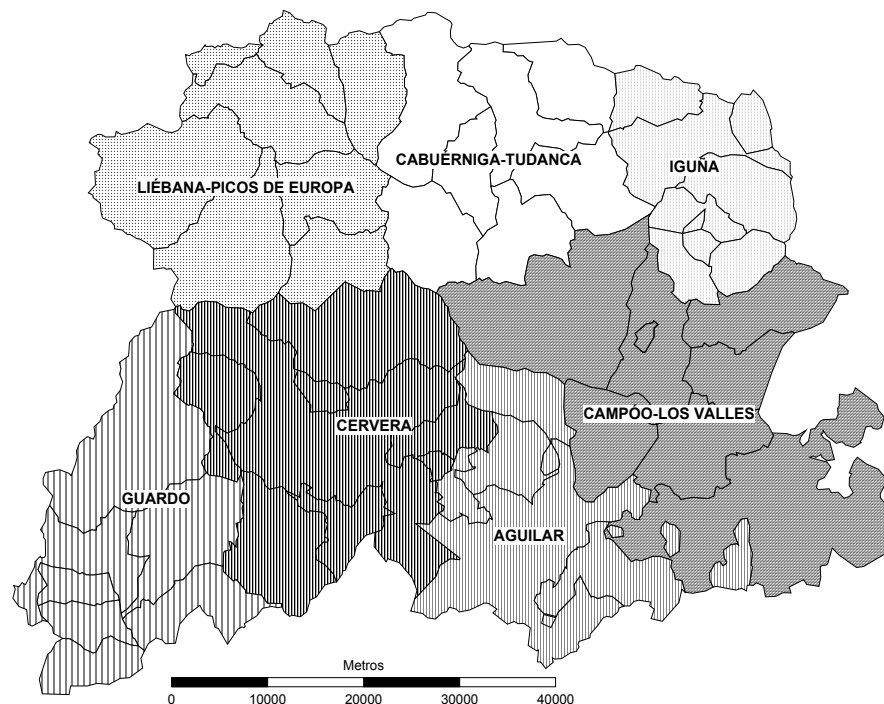 CABUÉRNIGA-TUDANCA
IGUÑA
LIÉBANA-PICOS DE EUROPA
CAMPÓO-LOS VALLES
CERVERA
GUARDO
AGUILAR
Metros
0 10000 20000 30000 40000